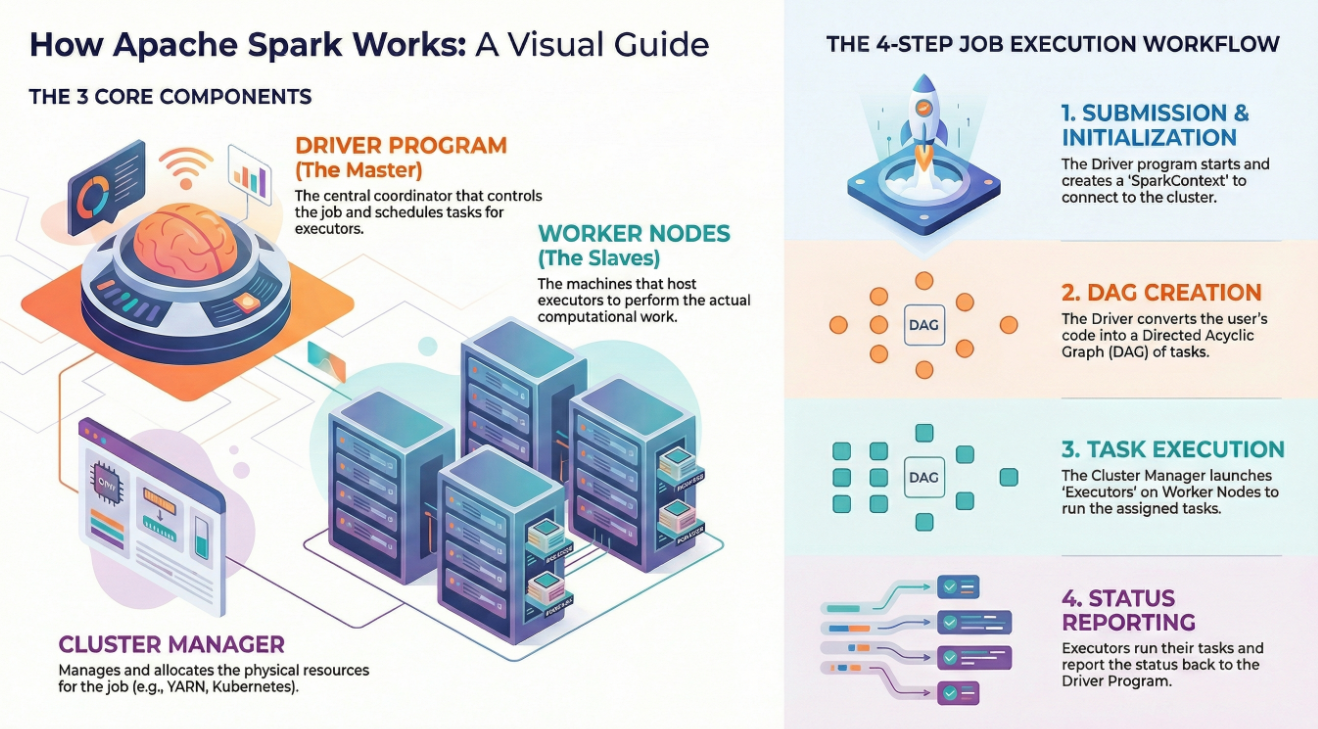 How Apache Spark Works: A Visual Guide
THE 3 CORE COMPONENTS
DRIVER PROGRAM
(The Master)
The central coordinator that controls
the job and schedules tasks for
executors.
WORKER NODES
(The Slaves)
The machines that host
executors to perform the actual
computational work.
CLUSTER MANAGER
Manages and allocates the physical resources
for the job (e.g., YARN, Kubernetes).
THE 4-STEP JOB EXECUTION WORKFLOW
1. SUBMISSION &
INITIALIZATION
The Driver program starts and
creates a 'SparkContext' to
connect to the cluster.
DAG
2. DAG CREATION
The Driver converts the user's
code into a Directed Acyclic
Graph (DAG) of tasks.
DAG
3. TASK EXECUTION
The Cluster Manager launches
'Executors' on Worker Nodes to
run the assigned tasks.
4. STATUS
REPORTING
Executors run their tasks and
report the status back to the
Driver Program.